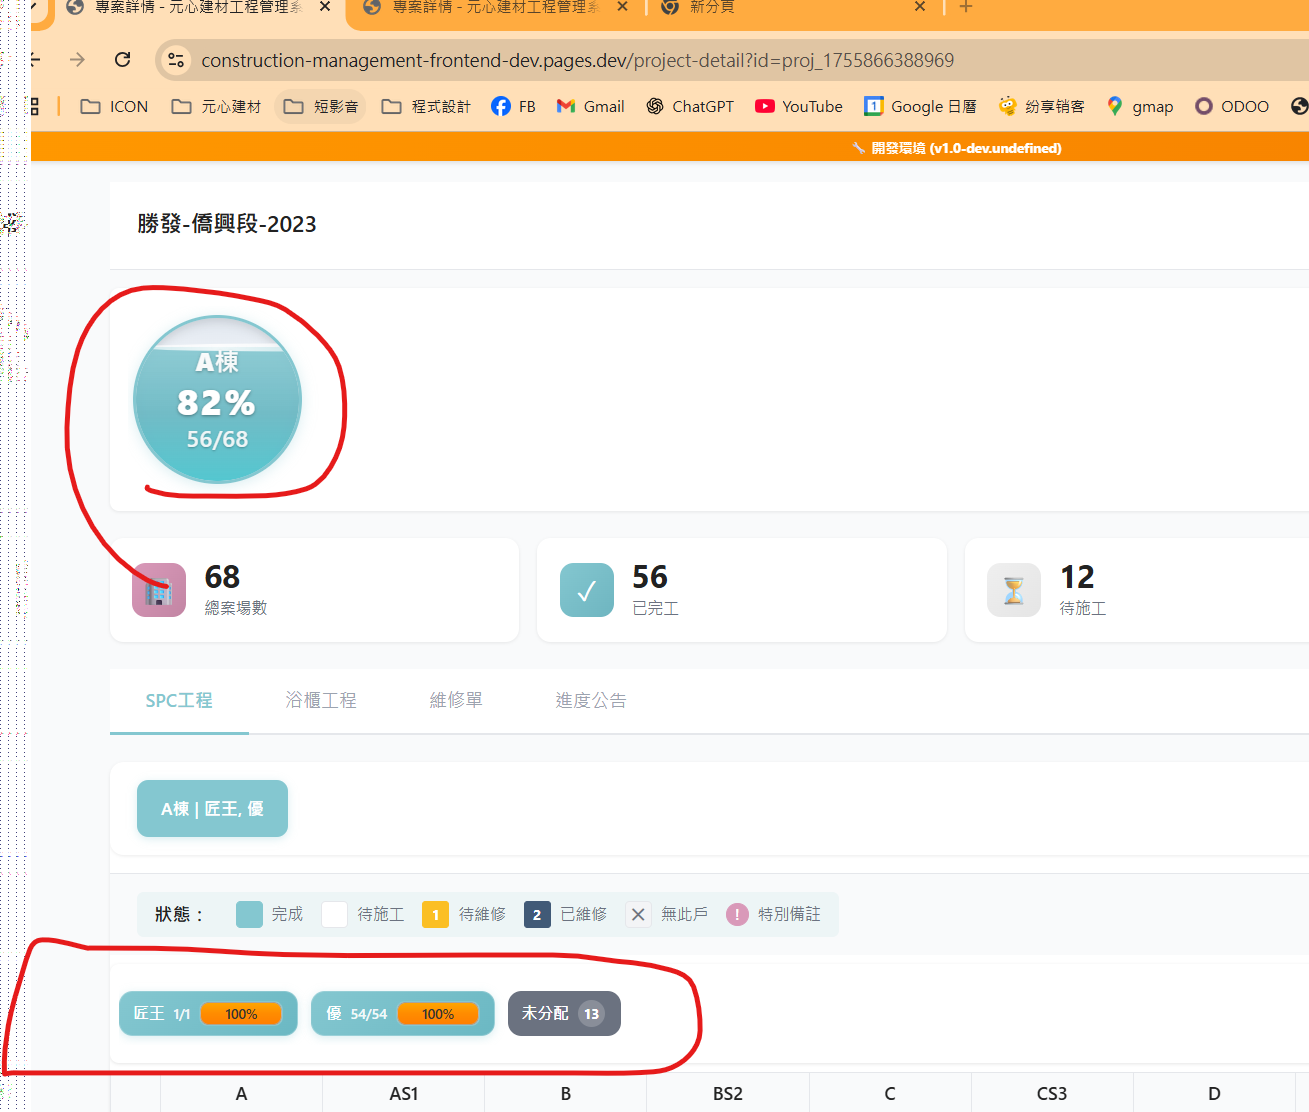 專案詳情 - 元心建材工程管理系
專案詳情 - 元心建材工程管理系
新分頁
construction-management-frontend-dev.pages.dev/project-detail?id=proj_1755866388969
ICON 元心建材 短影音 程式設計 FB Gmail ChatGPT YouTube Google 日曆 纷享销客 gmap ODOO
開發環境 (v1.0-dev.undefined)
勝發-僑興段-2023
A棟
82%
56/68
68
總案場數
56
已完工
12
待施工
SPC工程 浴櫃工程 維修單 進度公告
A棟 | 匠王, 優
狀態： 完成 待施工 1 待維修 2 已維修 無此戶 ! 特別備註
匠王 1/1 100% 優 54/54 100% 未分配 13
A AS1 B BS2 C CS3 D